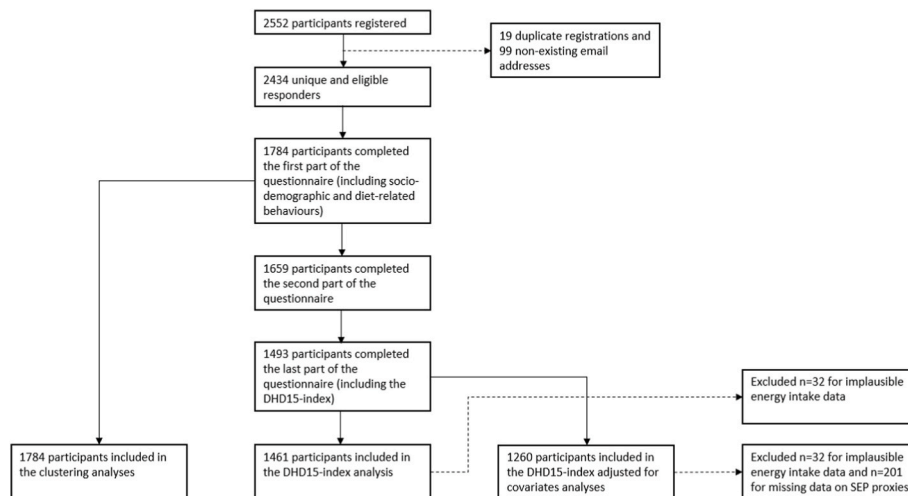 2552 participants registered
19 duplicate registrations and
99 non-existing email
addresses
2434 unique and eligible
responders
1784 participants completed
the first part of the
questionnaire (including socio-
demographic and diet-related
behaviours)
1659 participants completed
the second part of the
questionnaire
1493 participants completed
the last part of the
questionnaire (including the
DHD15-index)
Excluded n=32 for implausible
energy intake data
1784 participants included in
the clustering analyses
1461 participants included in
the DHD15-index analysis
1260 participants included in
the DHD15-index adjusted for
covariates analyses
Excluded n=32 for implausible
energy intake data and n=201
for missing data on SEP proxies